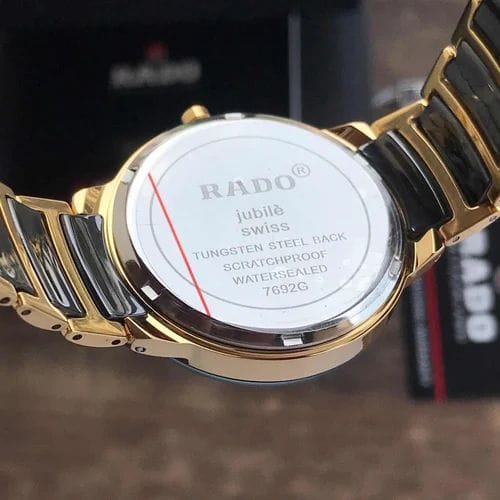 RADO
RADO®
jubilè
swiss
TUNGSTEN STEEL BACK
SCRATCHPROOF
WATERSEALED
7692G
RADO